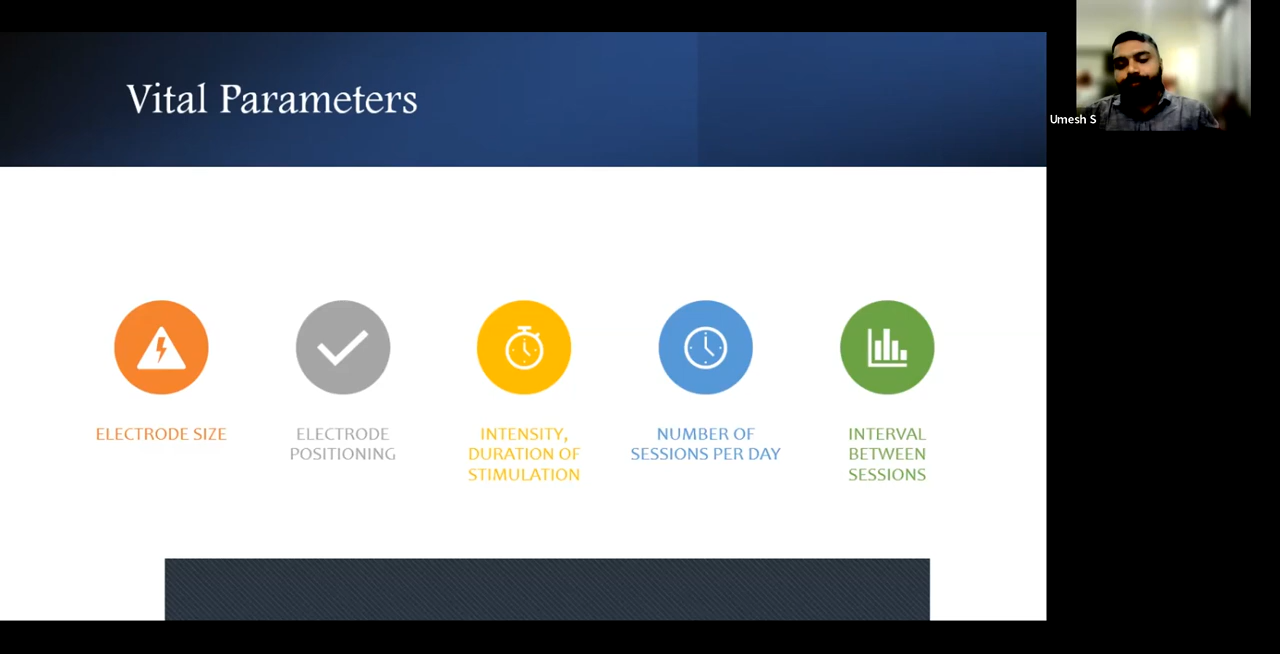 Vital Parameters
Umesh S
ELECTRODE SIZE
ELECTRODE
POSITIONING
INTENSITY,
DURATION OF
STIMULATION
NUMBER OF
SESSIONS PER DAY
INTERVAL
BETWEEN
SESSIONS